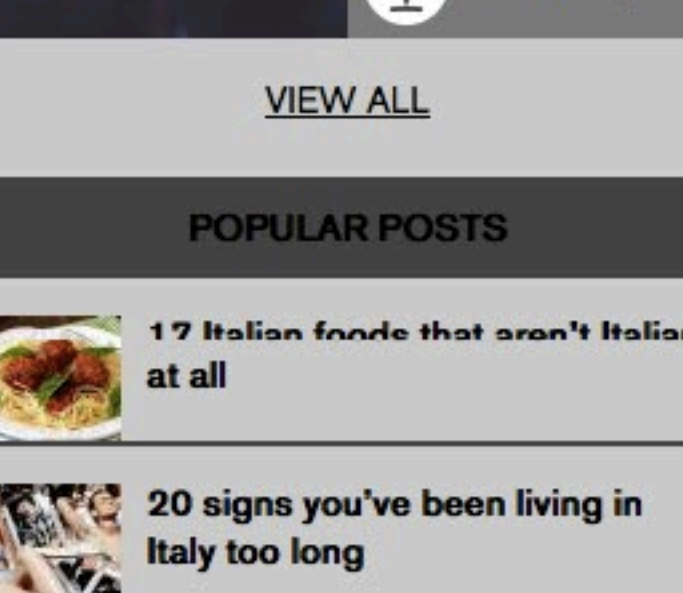 VIEW ALL
POPULAR POSTS
17 Italian foods that aren't Italian
at all
20 signs you've been living in
Italy too long